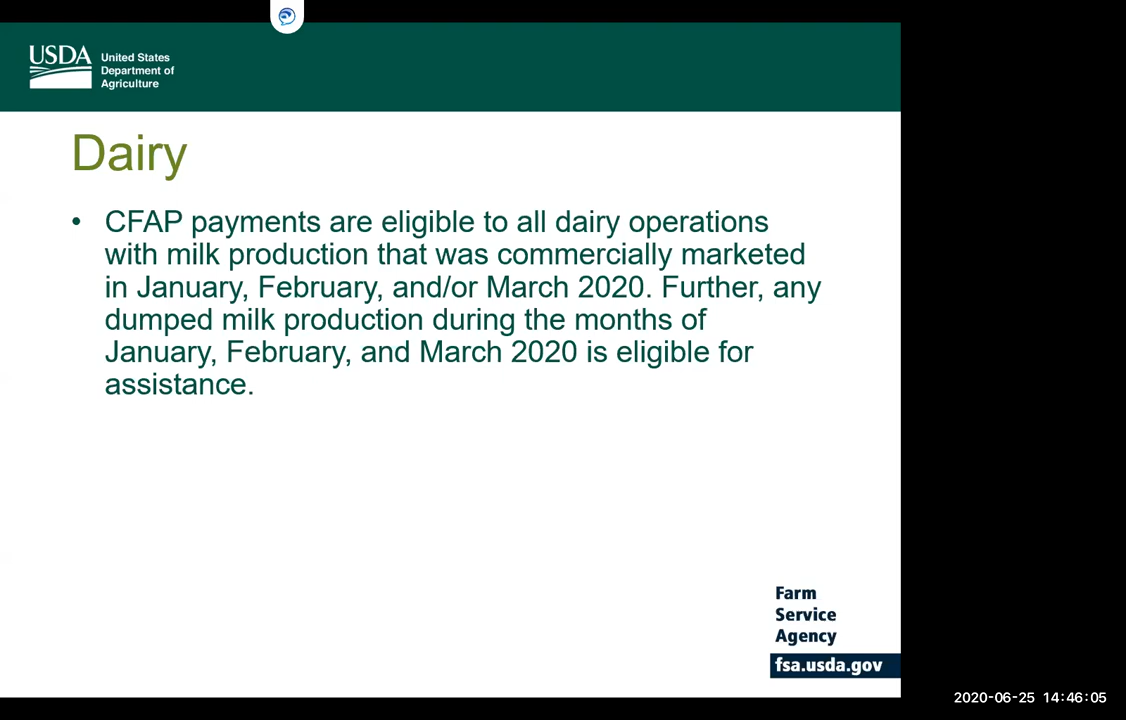 USDA
United States
Department of
Agriculture
Dairy
• CFAP payments are eligible to all dairy operations
with milk production that was commercially marketed
in January, February, and/or March 2020. Further, any
dumped milk production during the months of
January, February, and March 2020 is eligible for
assistance.
Farm
Service
Agency
fsa.usda.gov
2020-06-25 14:46:05